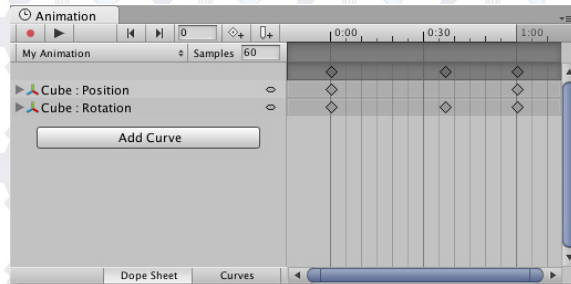 Animation
0 0:00 0:30 1:00
My Animation Samples 60
Cube : Position
Cube : Rotation
Add Curve
Dope Sheet Curves